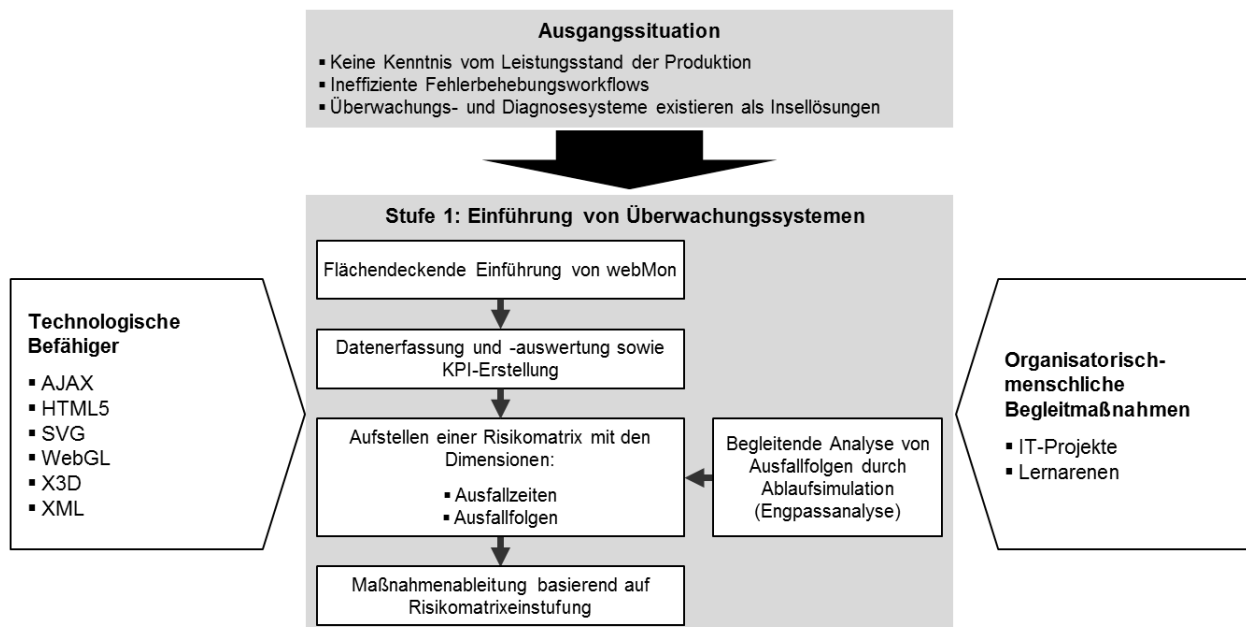 Ausgangssituation
▪ Keine Kenntnis vom Leistungsstand der Produktion
▪ Ineffiziente Fehlerbehebungsworkflows
▪ Überwachungs- und Diagnosesysteme existieren als Insellösungen
Stufe 1: Einführung von Überwachungssystemen
Flächendeckende Einführung von webMon
Datenerfassung und -auswertung sowie
KPI-Erstellung
Aufstellen einer Risikomatrix mit den
Dimensionen:
▪ Ausfallzeiten
▪ Ausfallfolgen
Begleitende Analyse von
Ausfallfolgen durch
Ablaufsimulation
(Engpassanalyse)
Maßnahmenableitung basierend auf
Risikomatrixeinstufung
Technologische
Befähiger
▪ AJAX
▪ HTML5
▪ SVG
▪ WebGL
▪ X3D
▪ XML
Organisatorisch-
menschliche
Begleitmaßnahmen
▪ IT-Projekte
▪ Lernarenen